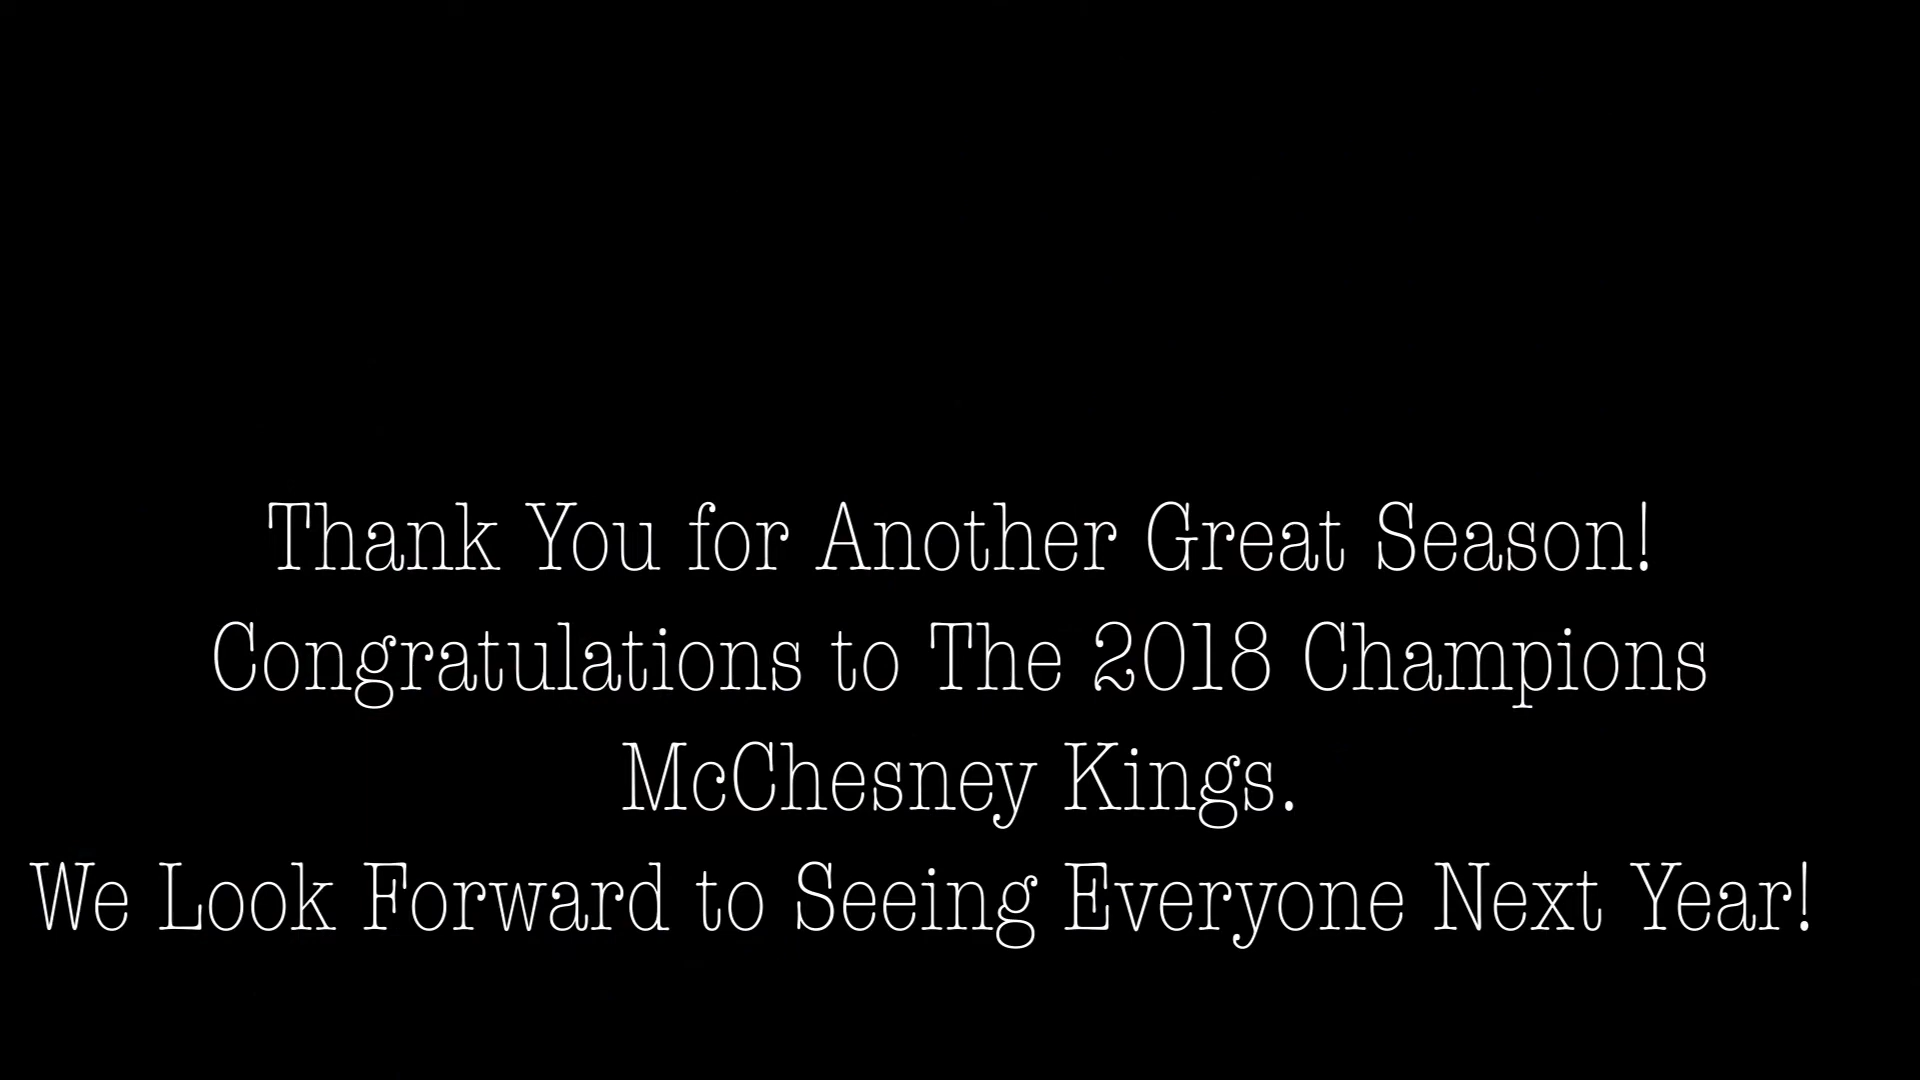 Thank You for Another Great Season!
Congratulations to The 2018 Champions
McChesney Kings.
We Look Forward to Seeing Everyone Next Year!